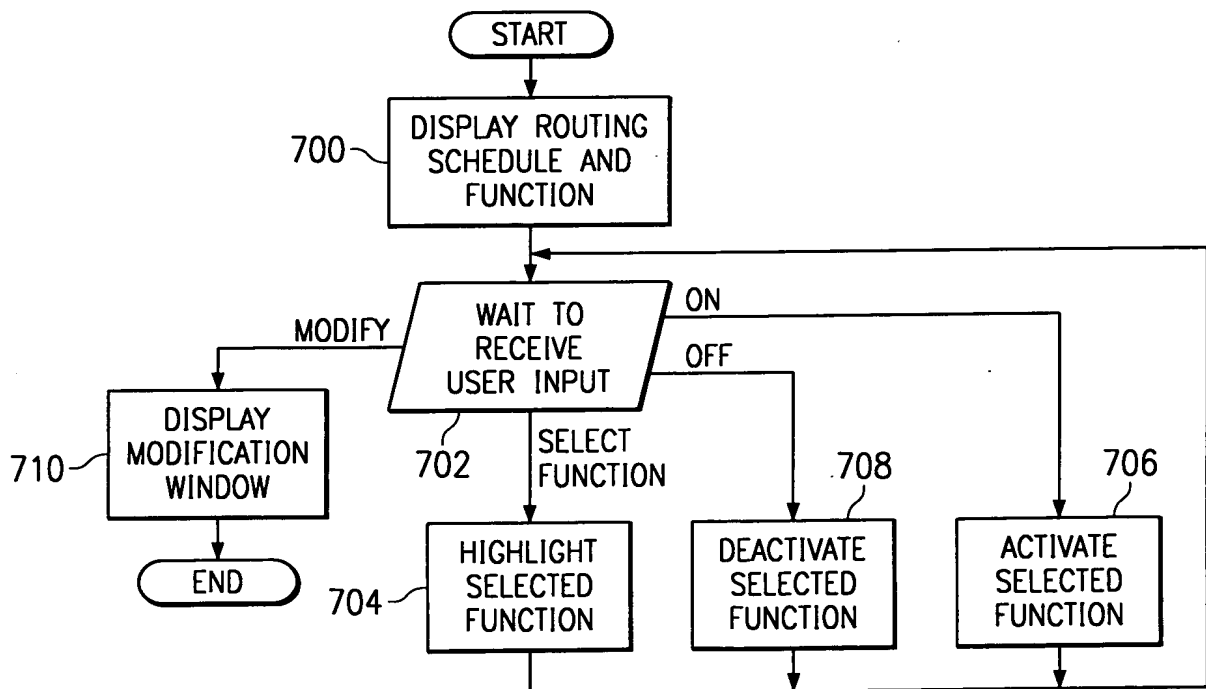 START
700
DISPLAY ROUTING
SCHEDULE AND
FUNCTION
WAIT TO
RECEIVE
USER INPUT
702
MODIFY
ON
OFF
SELECT
FUNCTION
710
DISPLAY
MODIFICATION
WINDOW
END
704
HIGHLIGHT
SELECTED
FUNCTION
708
DEACTIVATE
SELECTED
FUNCTION
706
ACTIVATE
SELECTED
FUNCTION